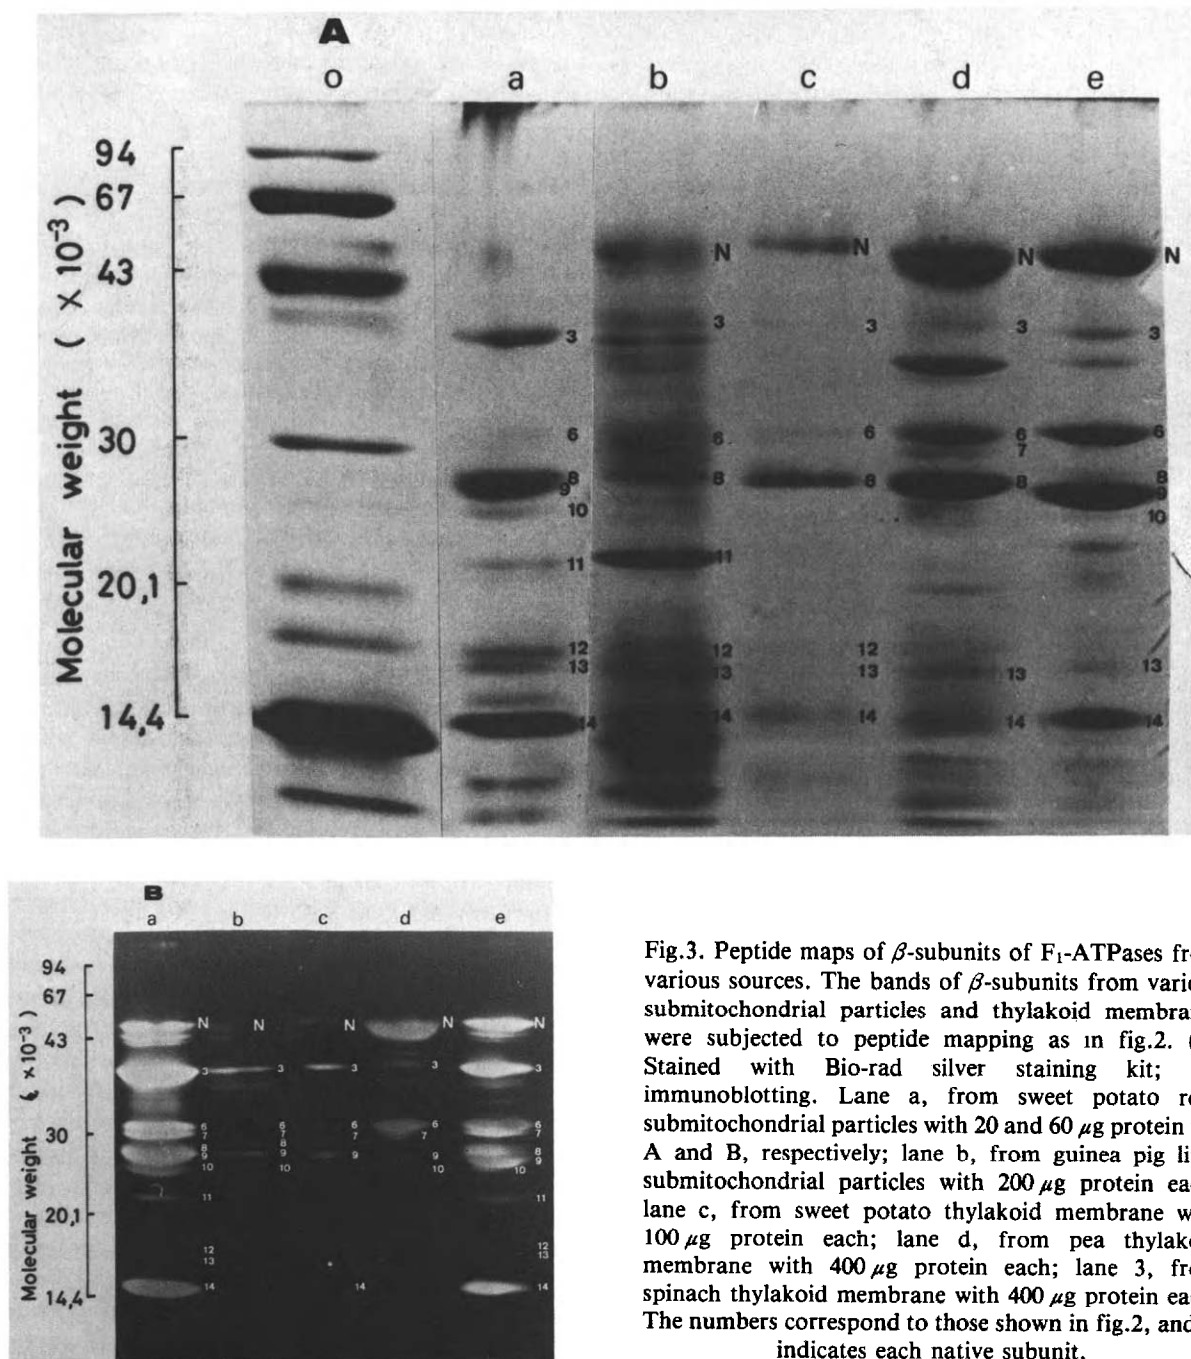 A
o a b c d e
94
67
43
30
20,1
14,4
Molecular weight ( × 10⁻³ )
N N N N
3 3 3 3 3
6 6 6 6 6
7
8 8 8 8 8
9 9
10 10
11 11
12 12 12
13 13 13 13 13
14 14 14 14 14
B
a b c d e
94
67
43
30
20,1
14,4
Molecular weight ( ×10⁻³ )
N N N N N
3 3 3 3 3
6 6 6 6 6
7 7 7 7 7
8 8 8
9 9 9 9
10 10 10 10
11 11
12 12
13 13
14 14 14
Fig.3. Peptide maps of β-subunits of F₁-ATPases fr
various sources. The bands of β-subunits from vario
submitochondrial particles and thylakoid membran
were subjected to peptide mapping as in fig.2. (
Stained with Bio-rad silver staining kit;
immunoblotting. Lane a, from sweet potato ro
submitochondrial particles with 20 and 60 μg protein
A and B, respectively; lane b, from guinea pig li
submitochondrial particles with 200 μg protein ea
lane c, from sweet potato thylakoid membrane w
100 μg protein each; lane d, from pea thylako
membrane with 400 μg protein each; lane 3, fro
spinach thylakoid membrane with 400 μg protein ea
The numbers correspond to those shown in fig.2, and
indicates each native subunit.